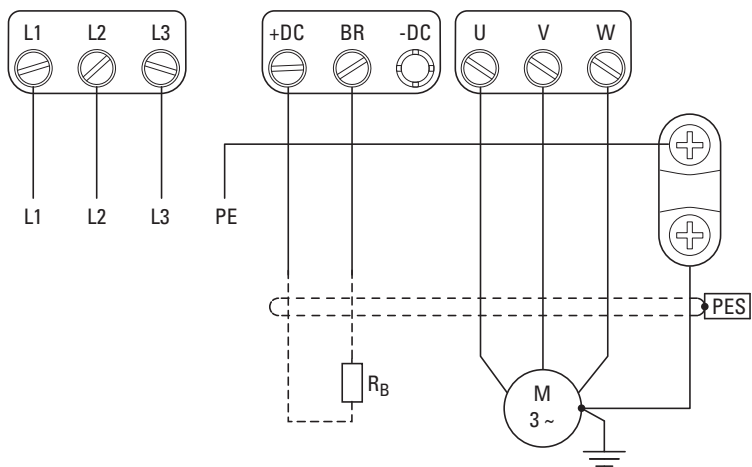 L1 L2 L3 +DC BR -DC U V W
L1 L2 L3 PE
PES
RB
M
3 ~